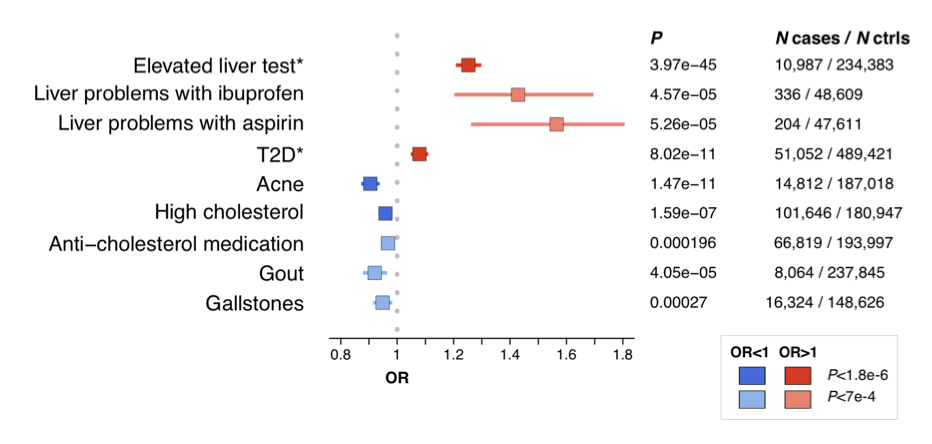 P N cases / N ctrls
Elevated liver test* 3.97e−45 10,987 / 234,383
Liver problems with ibuprofen 4.57e−05 336 / 48,609
Liver problems with aspirin 5.26e−05 204 / 47,611
T2D* 8.02e−11 51,052 / 489,421
Acne 1.47e−11 14,812 / 187,018
High cholesterol 1.59e−07 101,646 / 180,947
Anti−cholesterol medication 0.000196 66,819 / 193,997
Gout 4.05e−05 8,064 / 237,845
Gallstones 0.00027 16,324 / 148,626
0.8 1 1.2 1.4 1.6 1.8
OR
OR<1 OR>1
P<1.8e-6
P<7e-4